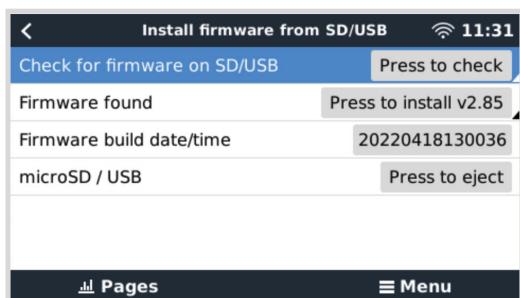 Install firmware from SD/USB 11:31
Check for firmware on SD/USB Press to check
Firmware found Press to install v2.85
Firmware build date/time 20220418130036
microSD / USB Press to eject
Pages Menu